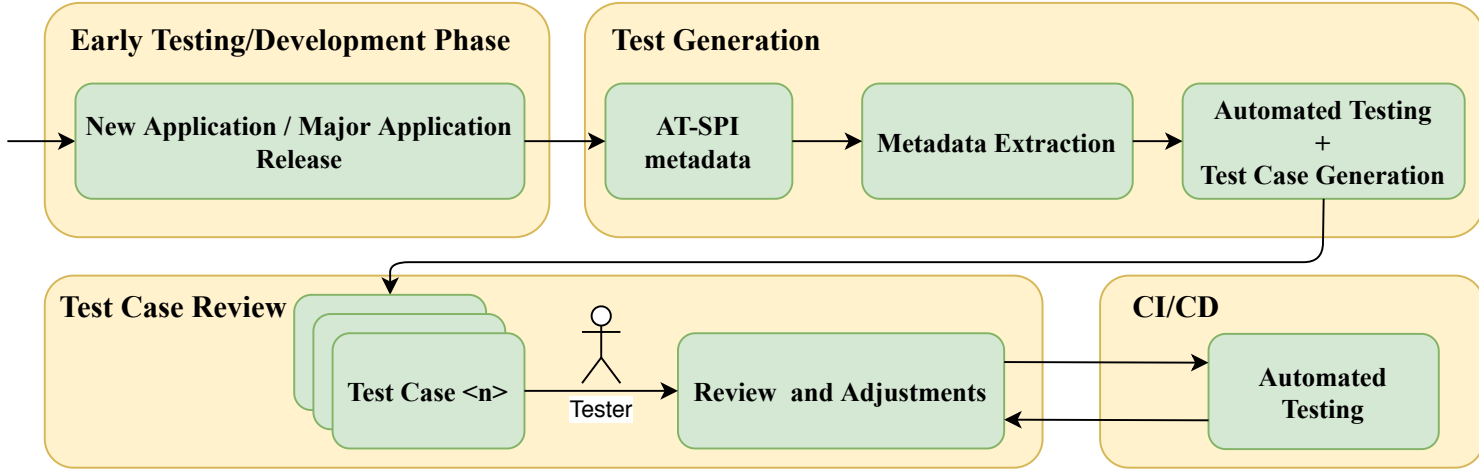 Early Testing/Development Phase
New Application / Major Application
Release
Test Generation
AT-SPI
metadata
Metadata Extraction
Automated Testing
+
Test Case Generation
Test Case Review
Test Case <n>
Tester
Review and Adjustments
CI/CD
Automated
Testing